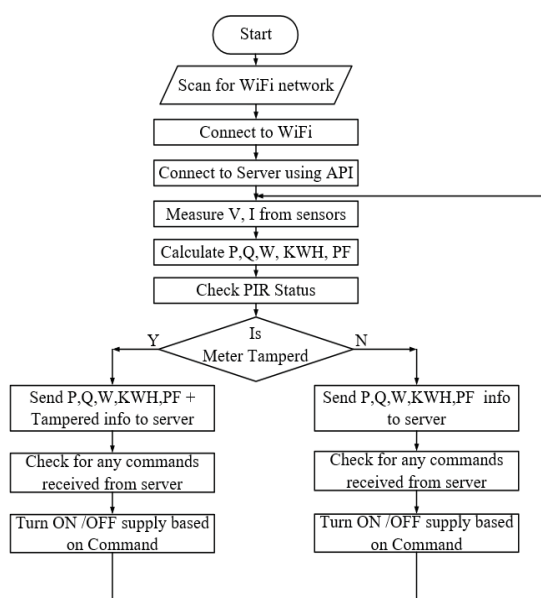 Start
Scan for WiFi network
Connect to WiFi
Connect to Server using API
Measure V, I from sensors
Calculate P,Q,W, KWH, PF
Check PIR Status
Is
Meter Tamperd
Y
N
Send P,Q,W,KWH,PF +
Tampered info to server
Check for any commands
received from server
Turn ON /OFF supply based
on Command
Send P,Q,W,KWH,PF info
to server
Check for any commands
received from server
Turn ON /OFF supply based
on Command